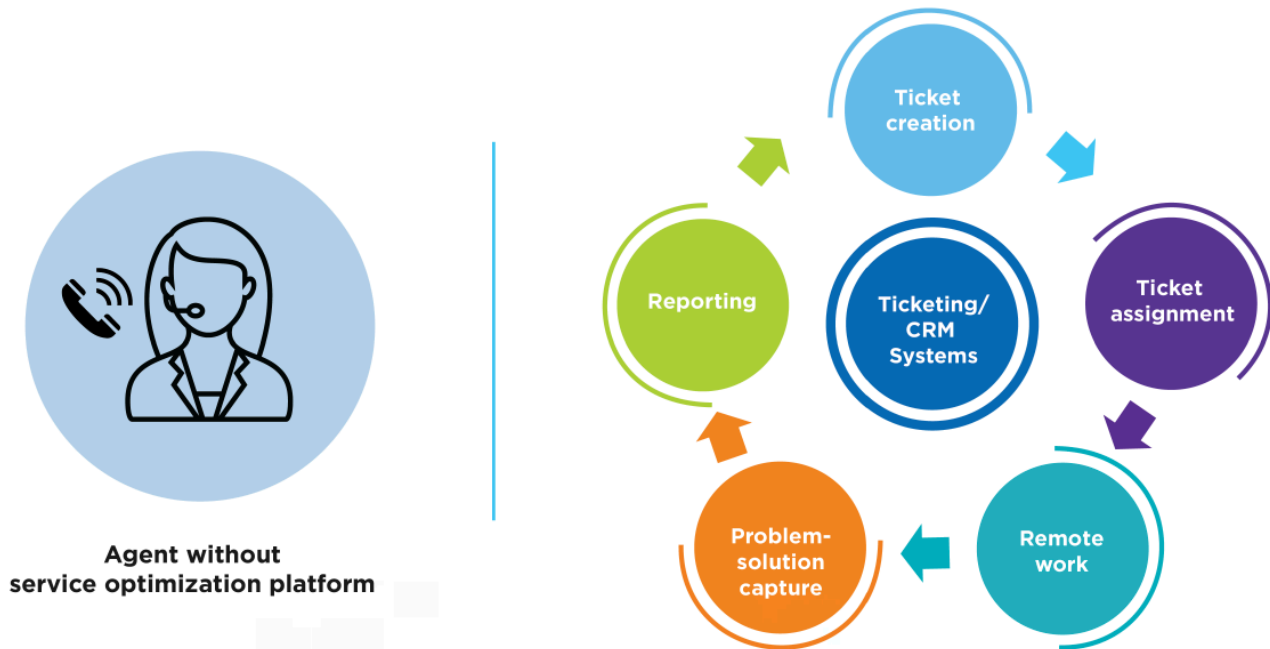 Agent without
service optimization platform
Ticket
creation
Ticket
assignment
Remote
work
Problem-
solution
capture
Reporting
Ticketing/
CRM
Systems